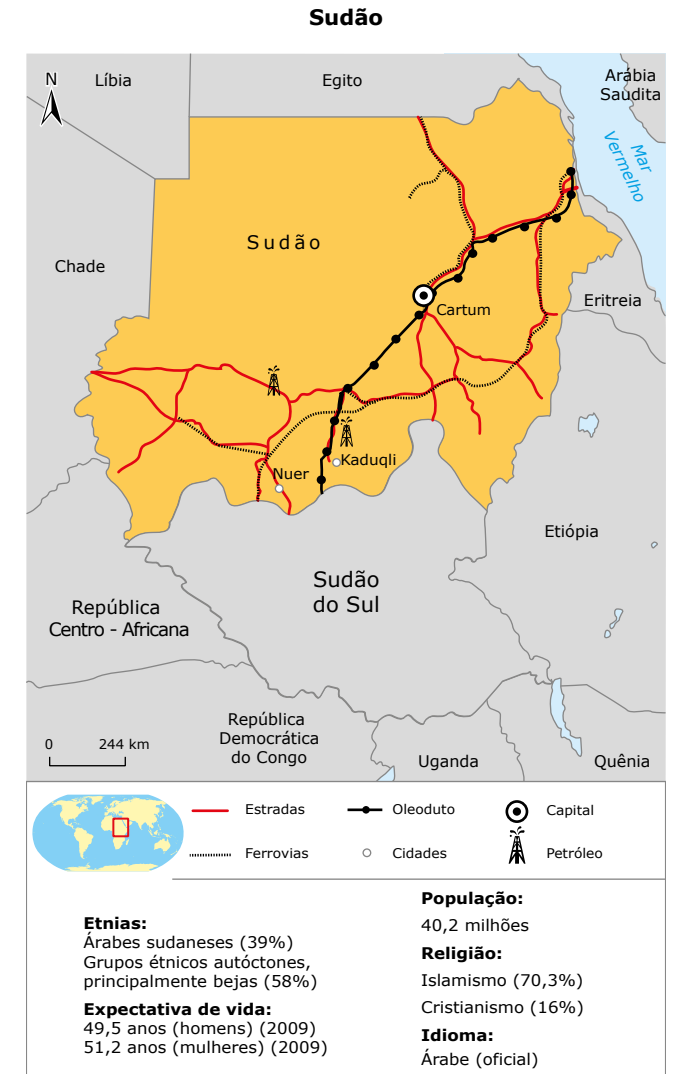 Sudão
N
Líbia
Egito
Arábia
Saudita
Mar
Vermelho
Sudão
Chade
Eritreia
Cartum
Kaduqli
Nuer
Etiópia
Sudão
do Sul
República
Centro - Africana
República
Democrática
do Congo
0 244 km
Uganda
Quênia
Estradas
Oleoduto
Capital
Ferrovias
Cidades
Petróleo
Etnias:
Árabes sudaneses (39%)
Grupos étnicos autóctones,
principalmente bejas (58%)
Expectativa de vida:
49,5 anos (homens) (2009)
51,2 anos (mulheres) (2009)
População:
40,2 milhões
Religião:
Islamismo (70,3%)
Cristianismo (16%)
Idioma:
Árabe (oficial)